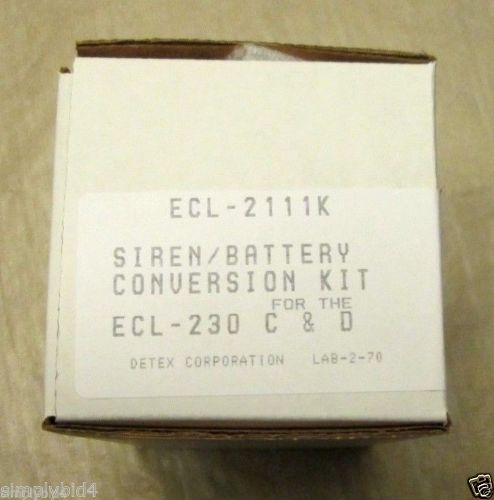 ECL-2111K
SIREN/BATTERY
CONVERSION KIT
FOR THE
ECL-230 C & D
DETEX CORPORATION LAB-2-70
simplybid4